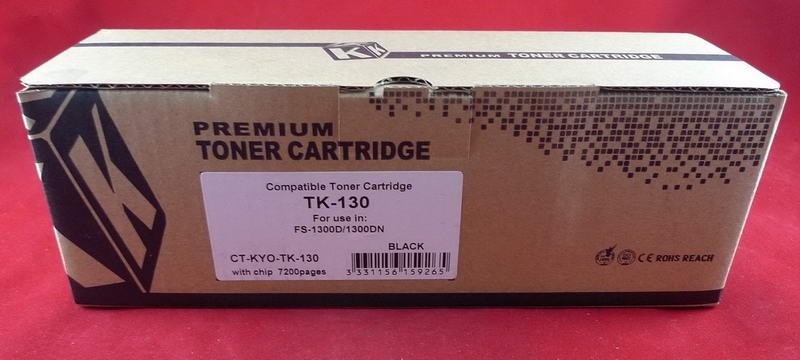 K K PREMIUM TONER CARTRIDGE
K
PREMIUM
TONER CARTRIDGE
Compatible Toner Cartridge
TK-130
For use in:
FS-1300D/1300DN
BLACK
CT-KYO-TK-130
with chip 7200pages
3 331156 159265
CE ROHS REACH